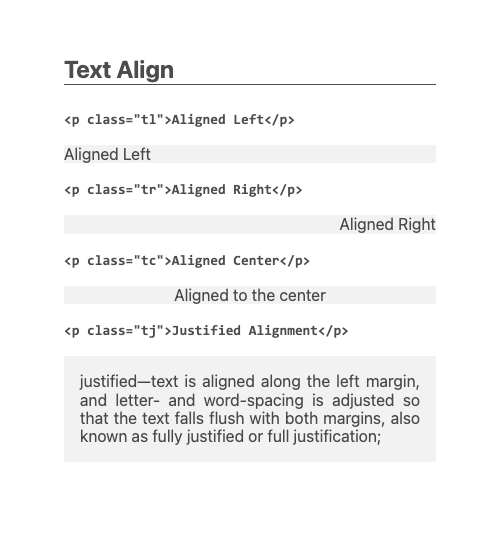 Text Align
<p class="tl">Aligned Left</p>
Aligned Left
<p class="tr">Aligned Right</p>
Aligned Right
<p class="tc">Aligned Center</p>
Aligned to the center
<p class="tj">Justified Alignment</p>
justified—text is aligned along the left margin,
and letter- and word-spacing is adjusted so
that the text falls flush with both margins, also
known as fully justified or full justification;